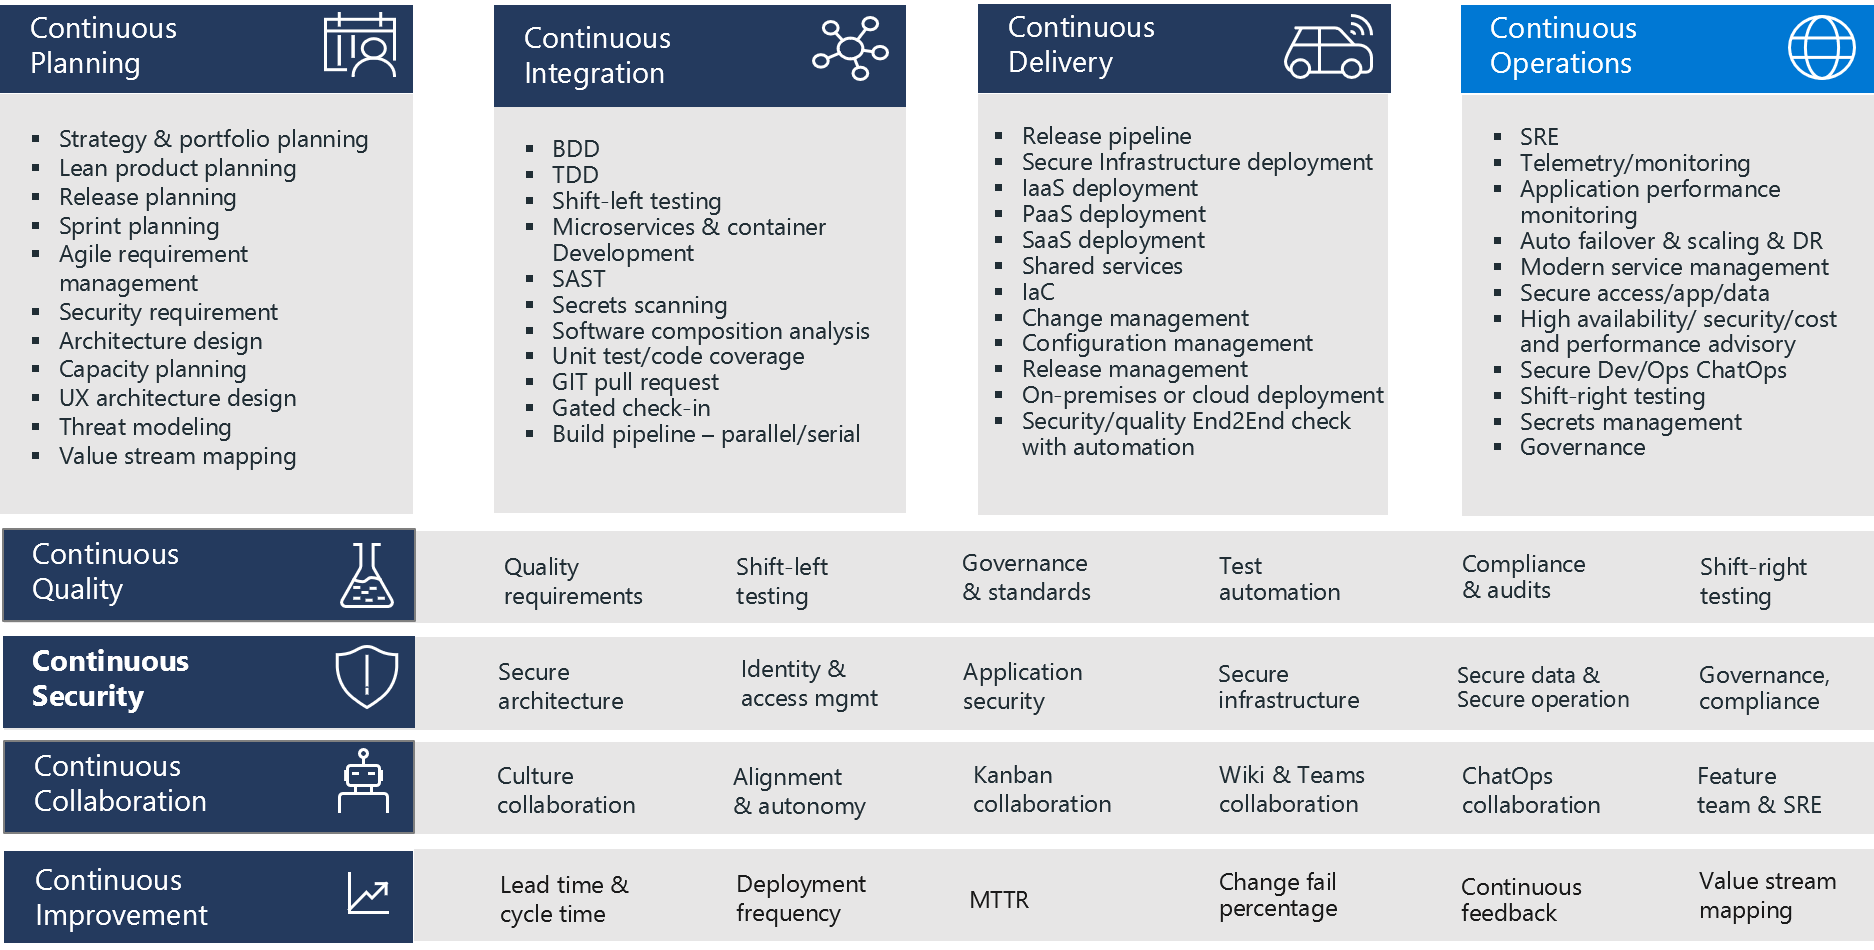 Continuous
Planning
▪ Strategy & portfolio planning
▪ Lean product planning
▪ Release planning
▪ Sprint planning
▪ Agile requirement
management
▪ Security requirement
▪ Architecture design
▪ Capacity planning
▪ UX architecture design
▪ Threat modeling
▪ Value stream mapping
Continuous
Integration
▪ BDD
▪ TDD
▪ Shift-left testing
▪ Microservices & container
Development
▪ SAST
▪ Secrets scanning
▪ Software composition analysis
▪ Unit test/code coverage
▪ GIT pull request
▪ Gated check-in
▪ Build pipeline – parallel/serial
Continuous
Delivery
▪ Release pipeline
▪ Secure Infrastructure deployment
▪ IaaS deployment
▪ PaaS deployment
▪ SaaS deployment
▪ Shared services
▪ IaC
▪ Change management
▪ Configuration management
▪ Release management
▪ On-premises or cloud deployment
▪ Security/quality End2End check
with automation
Continuous
Operations
▪ SRE
▪ Telemetry/monitoring
▪ Application performance
monitoring
▪ Auto failover & scaling & DR
▪ Modern service management
▪ Secure access/app/data
▪ High availability/ security/cost
and performance advisory
▪ Secure Dev/Ops ChatOps
▪ Shift-right testing
▪ Secrets management
▪ Governance
Continuous
Quality
Quality
requirements
Shift-left
testing
Governance
& standards
Test
automation
Compliance
& audits
Shift-right
testing
Continuous
Security
Secure
architecture
Identity &
access mgmt
Application
security
Secure
infrastructure
Secure data &
Secure operation
Governance,
compliance
Continuous
Collaboration
Culture
collaboration
Alignment
& autonomy
Kanban
collaboration
Wiki & Teams
collaboration
ChatOps
collaboration
Feature
team & SRE
Continuous
Improvement
Lead time &
cycle time
Deployment
frequency
MTTR
Change fail
percentage
Continuous
feedback
Value stream
mapping